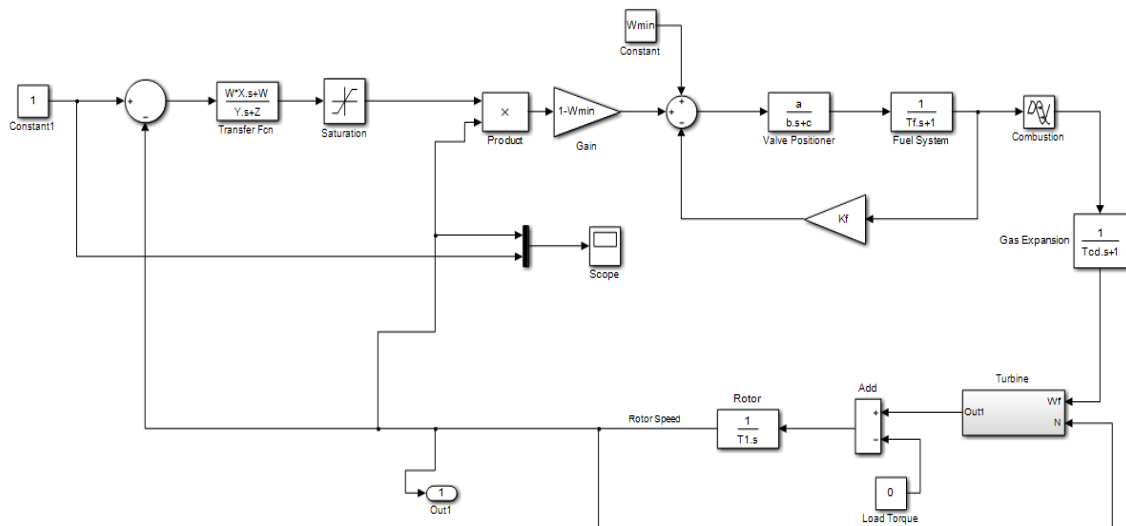 Wmin
Constant
1
Constant1
+
−
W*X.s+W
Y.s+Z
Transfer Fcn
Saturation
×
Product
1-Wmin
Gain
+
+
−
a
b.s+c
Valve Positioner
1
Tf.s+1
Fuel System
Combustion
Kf
Scope
Gas Expansion
1
Tcd.s+1
Turbine
Wf
Out1
N
Add
+
−
Rotor
1
T1.s
Rotor Speed
0
Load Torque
1
Out1